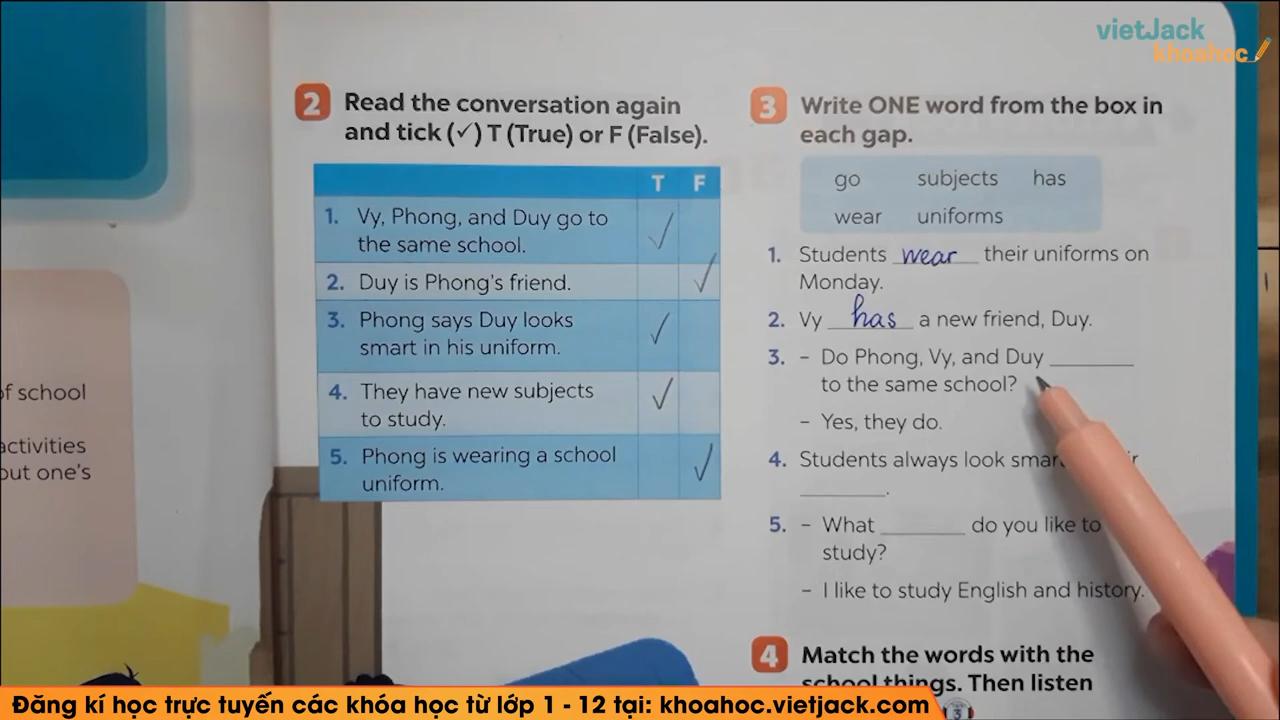 vietJack
khoahoc
of school
activities
out one's
2 Read the conversation again
and tick (✓) T (True) or F (False).
T F
1. Vy, Phong, and Duy go to
the same school. ✓
2. Duy is Phong's friend. ✓
3. Phong says Duy looks
smart in his uniform. ✓
4. They have new subjects
to study. ✓
5. Phong is wearing a school
uniform. ✓
3 Write ONE word from the box in
each gap.
go subjects has
wear uniforms
1. Students wear their uniforms on
Monday.
2. Vy has a new friend, Duy.
3. – Do Phong, Vy, and Duy ________
to the same school?
– Yes, they do.
4. Students always look
________.
5. – What ________ do you like to
study?
– I like to study English and history.
4 Match the words with the
school things. Then listen
3
Đăng kí học trực tuyến các khóa học từ lớp 1 - 12 tại: khoahoc.vietjack.com